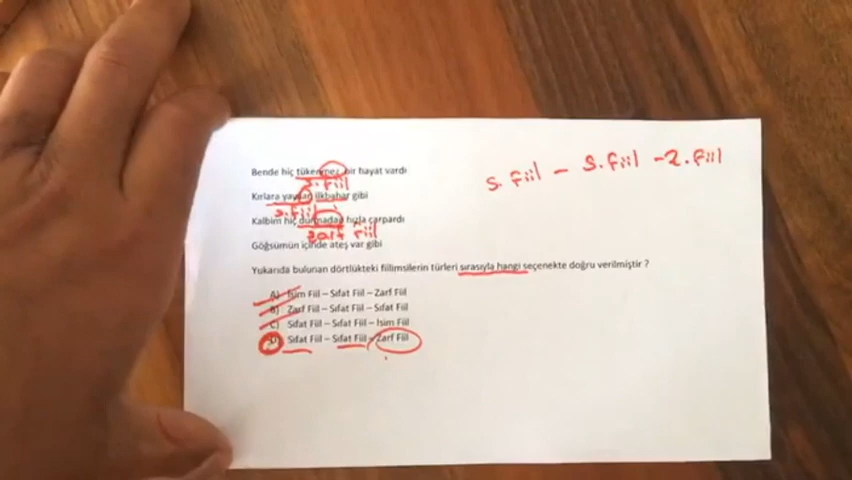 Bende hiç tükenmez bir hayat vardı
s.fiil
Kırlara yayılan ilkbahar gibi
s.fiil
Kalbim hiç durmadan hızla çarpardı
zarf fiil
Göğsümün içinde ateş var gibi
s. fiil - s.fiil - z.fiil
Yukarıda bulunan dörtlükteki fiilimsilerin türleri sırasıyla hangi seçenekte doğru verilmiştir ?
A) İsim Fiil – Sıfat Fiil – Zarf Fiil
B) Zarf Fiil – Sıfat Fiil – Sıfat Fiil
C) Sıfat Fiil – Sıfat Fiil – İsim Fiil
D) Sıfat Fiil – Sıfat Fiil – Zarf Fiil